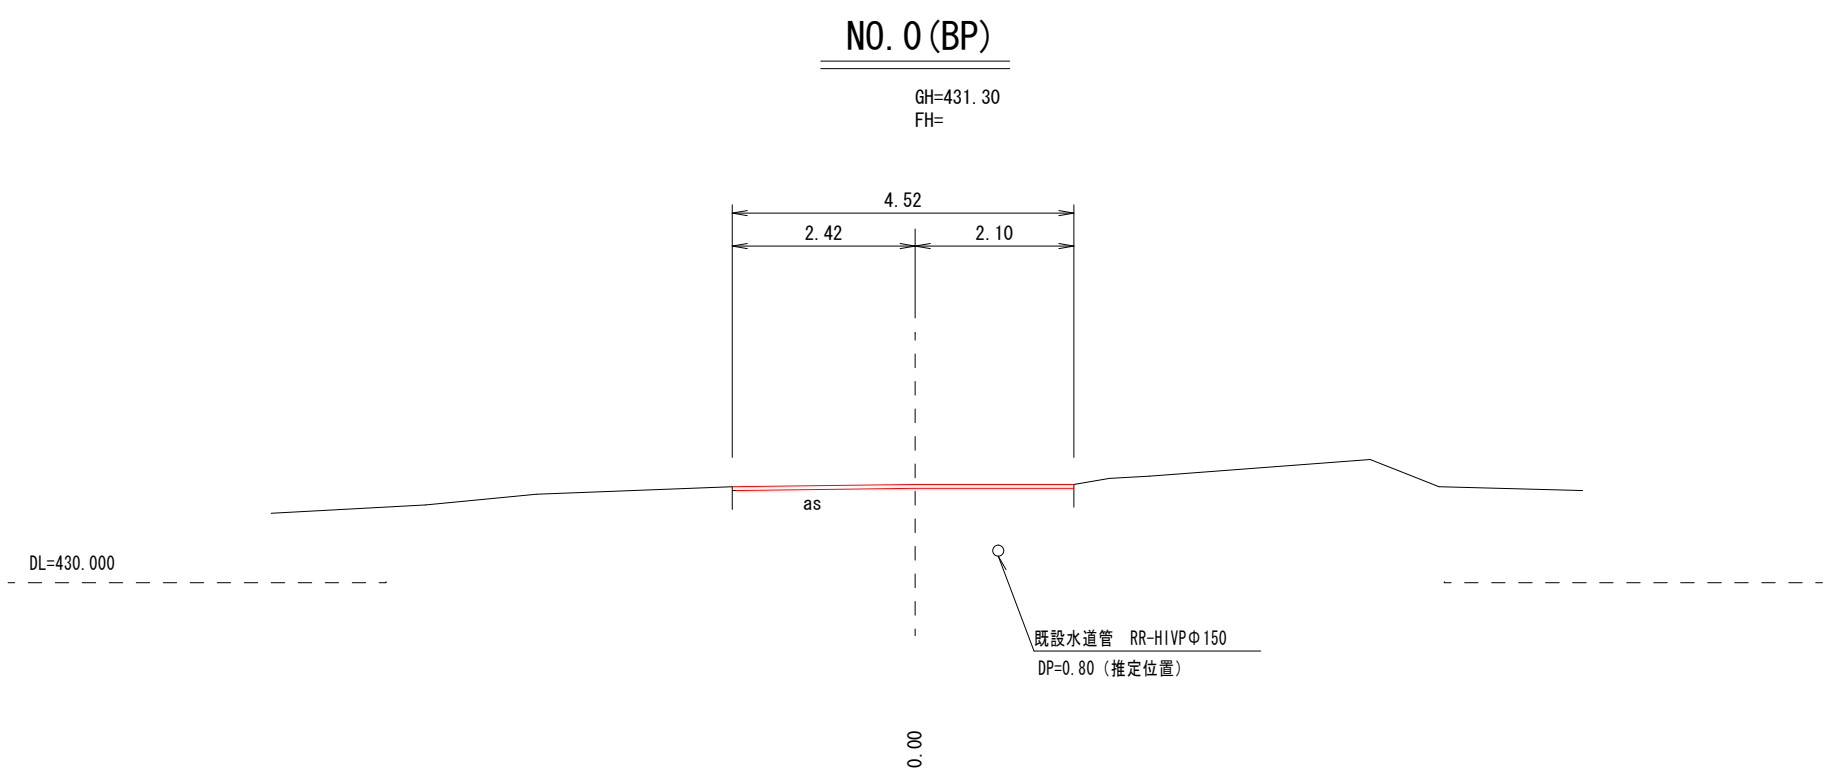 NO.0(BP)
GH=431.30
FH=
4.52
2.42
2.10
as
DL=430.000
既設水道管　RR-HIVPΦ150
DP=0.80（推定位置）
0.00